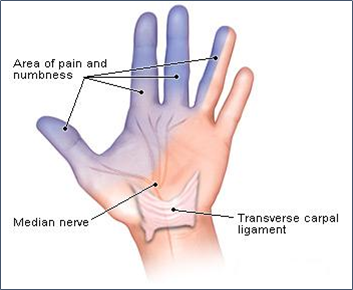 Area of pain and
numbness
Median nerve
Transverse carpal
ligament